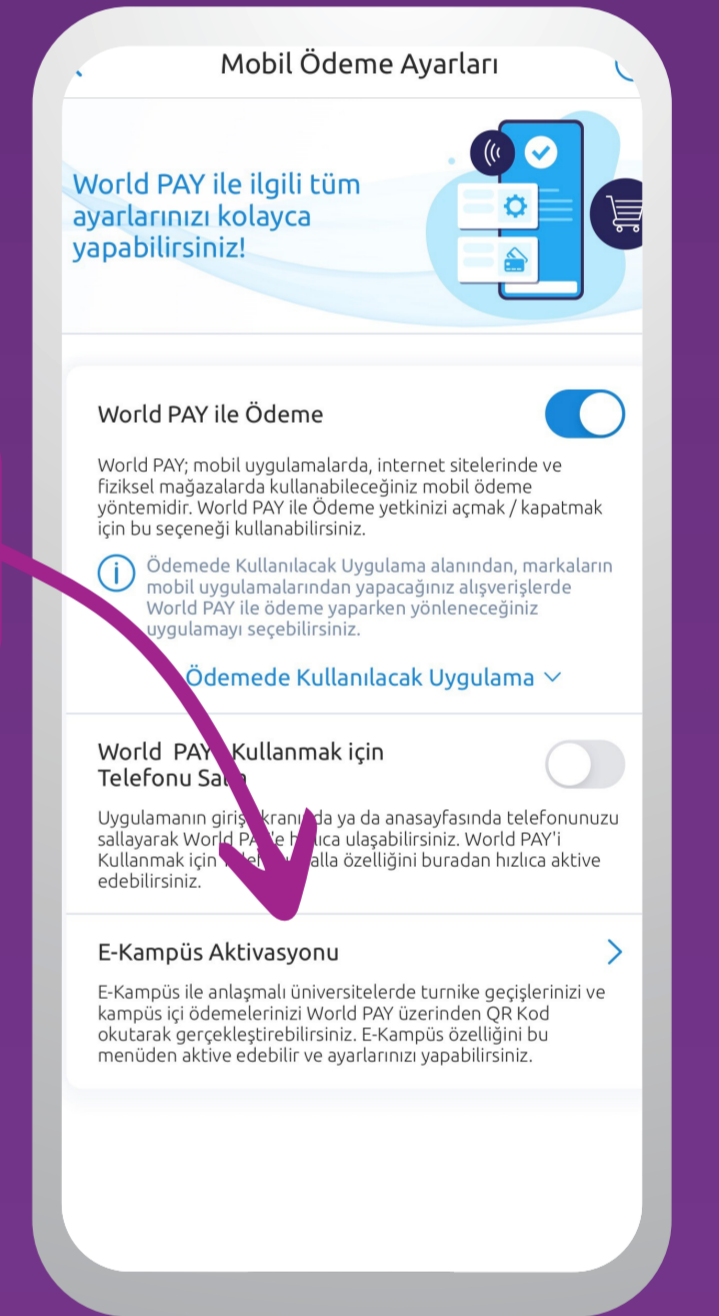 Mobil Ödeme Ayarları
World PAY ile ilgili tüm
ayarlarınızı kolayca
yapabilirsiniz!
World PAY ile Ödeme
World PAY; mobil uygulamalarda, internet sitelerinde ve
fiziksel mağazalarda kullanabileceğiniz mobil ödeme
yöntemidir. World PAY ile Ödeme yetkinizi açmak / kapatmak
için bu seçeneği kullanabilirsiniz.
Ödemede Kullanılacak Uygulama alanından, markaların
mobil uygulamalarından yapacağınız alışverişlerde
World PAY ile ödeme yaparken yönleneceğiniz
uygulamayı seçebilirsiniz.
Ödemede Kullanılacak Uygulama
World PAY' Kullanmak için
Telefonu Salla
Uygulamanın giriş ekranında ya da anasayfasında telefonunuzu
sallayarak World PAY'e hızlıca ulaşabilirsiniz. World PAY'i
Kullanmak için Telefonu Salla özelliğini buradan hızlıca aktive
edebilirsiniz.
E-Kampüs Aktivasyonu
E-Kampüs ile anlaşmalı üniversitelerde turnike geçişlerinizi ve
kampüs içi ödemelerinizi World PAY üzerinden QR Kod
okutarak gerçekleştirebilirsiniz. E-Kampüs özelliğini bu
menüden aktive edebilir ve ayarlarınızı yapabilirsiniz.